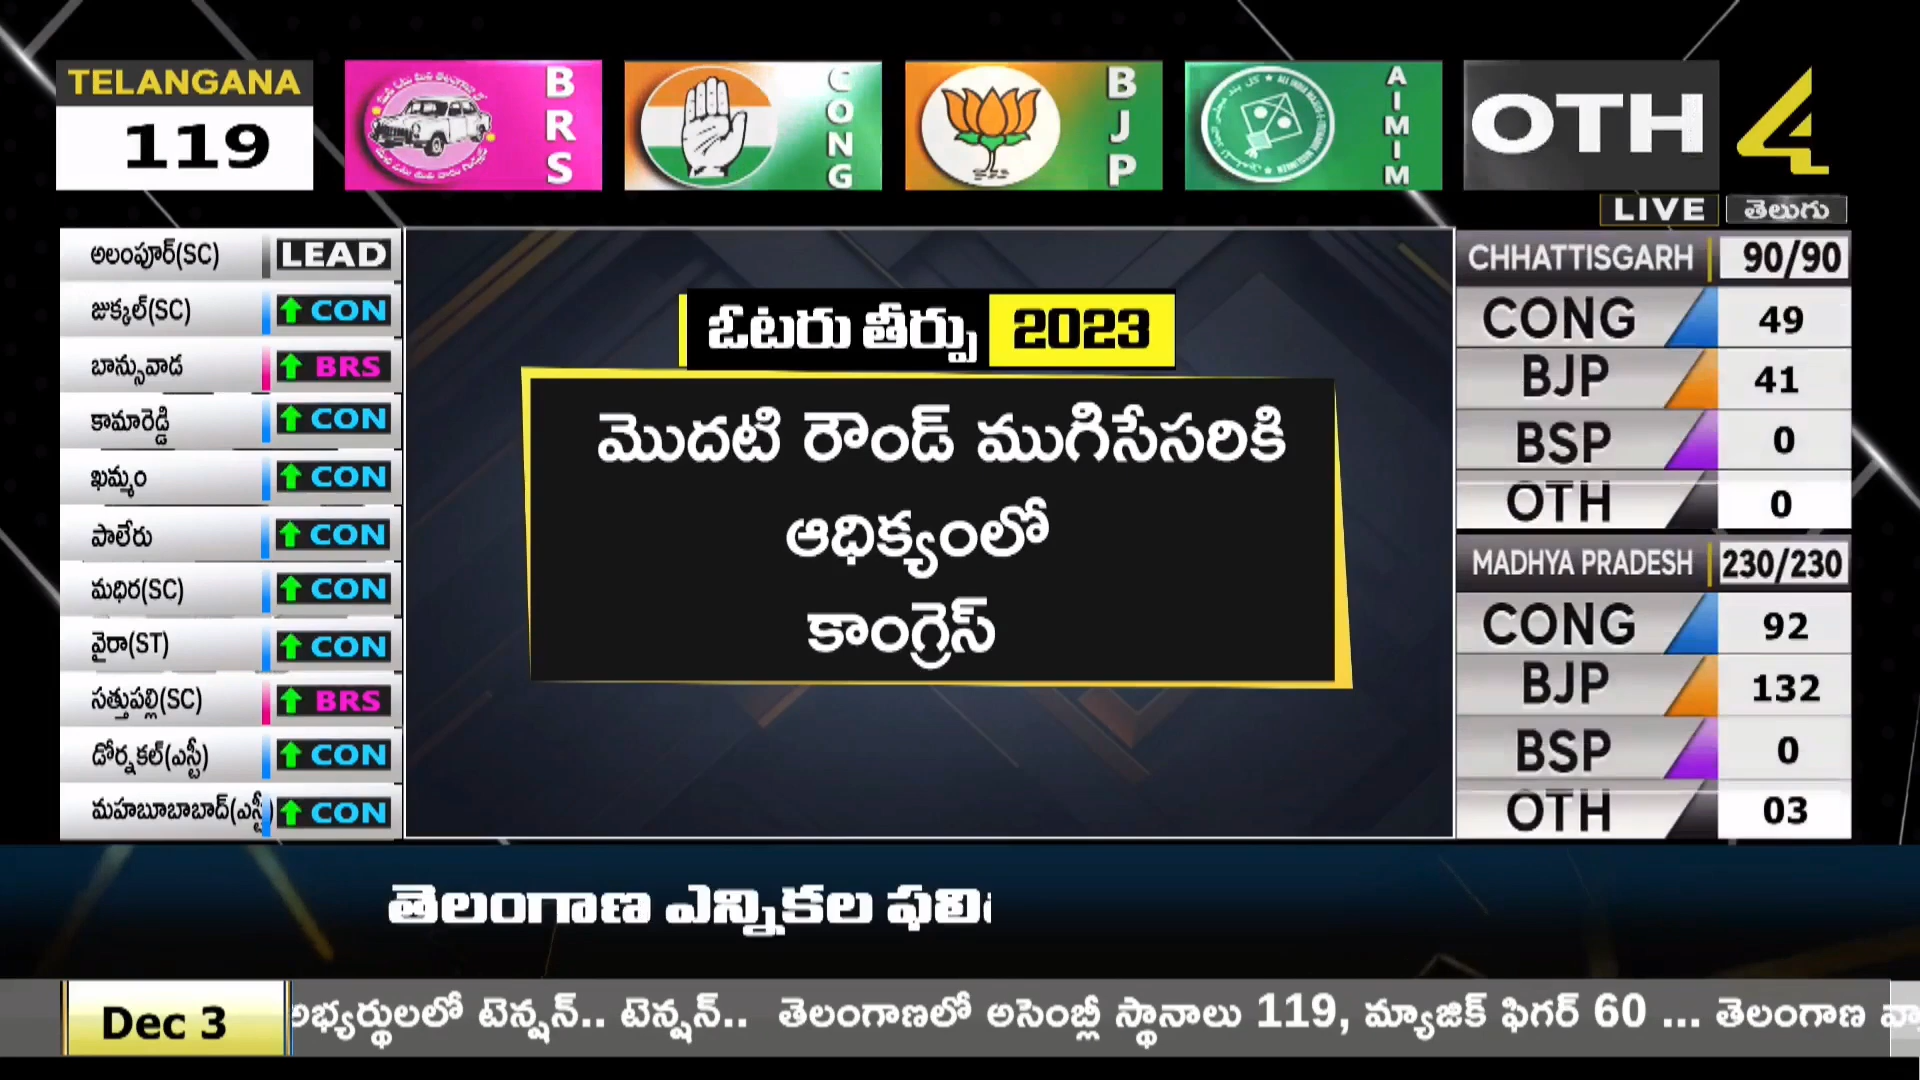 TELANGANA
119
BRS
CONG
BJP
AIMIM
OTH
4
LIVE తెలుగు
అలంపూర్(SC) LEAD
జుక్కల్(SC) CON
బాన్సువాడ BRS
కామారెడ్డి CON
ఖమ్మం CON
పాలేరు CON
మధిర(SC) CON
వైరా(ST) CON
సత్తుపల్లి(SC) BRS
డోర్నకల్(ఎస్టీ) CON
మహబూబాబాద్(ఎస్టీ) CON
ఓటరు తీర్పు 2023
మొదటి రౌండ్ ముగిసేసరికి
ఆధిక్యంలో
కాంగ్రెస్
CHHATTISGARH 90/90
CONG 49
BJP 41
BSP 0
OTH 0
MADHYA PRADESH 230/230
CONG 92
BJP 132
BSP 0
OTH 03
తెలంగాణ ఎన్నికల
Dec 3
అభ్యర్థులలో టెన్షన్.. టెన్షన్.. తెలంగాణలో అసెంబ్లీ స్థానాలు 119, మ్యాజిక్ ఫిగర్ 60 ... తెలంగాణ